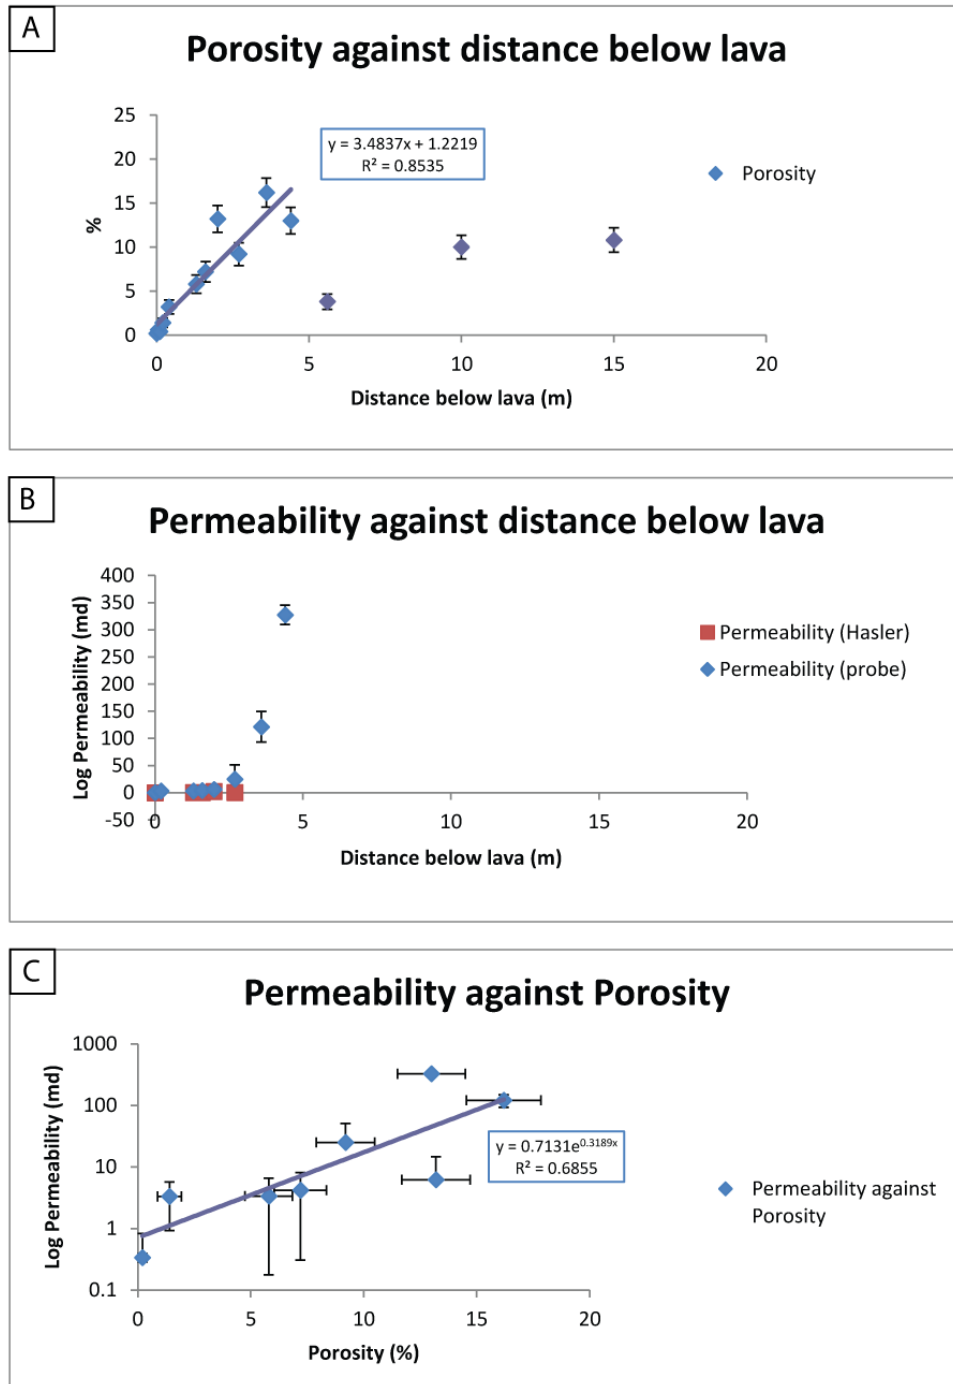 A
Porosity against distance below lava
25
20
15
10
5
0
%
y = 3.4837x + 1.2219
R² = 0.8535
Porosity
0 5 10 15 20
Distance below lava (m)
B
Permeability against distance below lava
400
350
300
250
200
150
100
50
0
-50
Log Permeability (md)
Permeability (Hasler)
Permeability (probe)
0 5 10 15 20
Distance below lava (m)
C
Permeability against Porosity
1000
100
10
1
0.1
Log Permeability (md)
y = 0.7131e^0.3189x
R² = 0.6855
Permeability against
Porosity
0 5 10 15 20
Porosity (%)